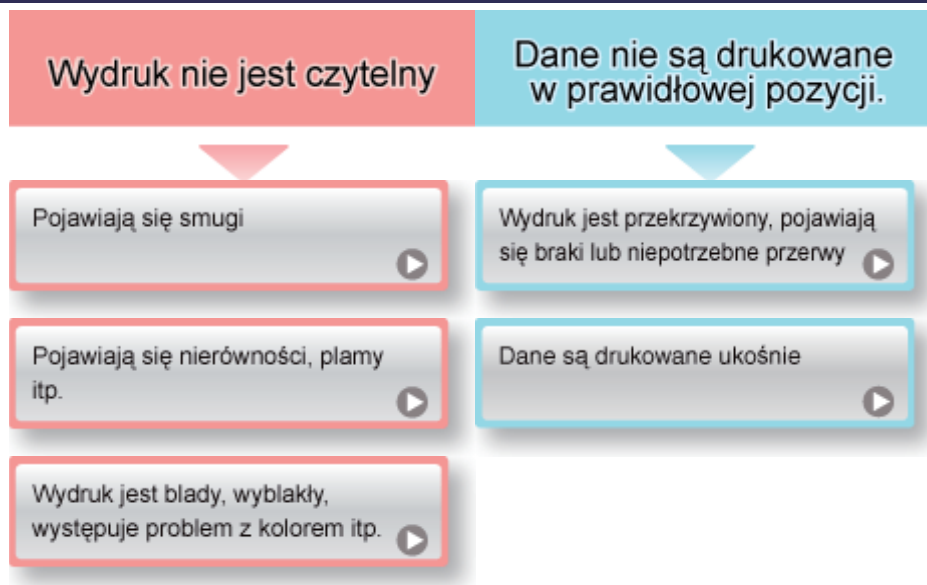 Wydruk nie jest czytelny
Dane nie są drukowane
w prawidłowej pozycji.
Pojawiają się smugi
Pojawiają się nierówności, plamy
itp.
Wydruk jest blady, wyblakły,
występuje problem z kolorem itp.
Wydruk jest przekrzywiony, pojawiają
się braki lub niepotrzebne przerwy
Dane są drukowane ukośnie